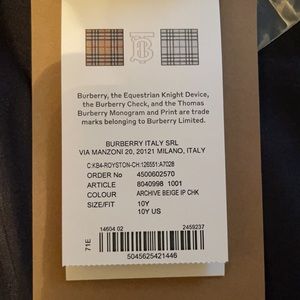 Burberry, the Equestrian Knight Device,
the Burberry Check, and the Thomas
Burberry Monogram and Print are trade
marks belonging to Burberry Limited.
BURBERRY ITALY SRL
VIA MANZONI 20, 20121 MILANO, ITALY
C:KB4-ROYSTON-CH:126551:A7028
ORDER No 4500602570
ARTICLE 8040998 1001
COLOUR ARCHIVE BEIGE IP CHK
SIZE/FIT 10Y
10Y US
14604 02 2459237
71E
5045625421446